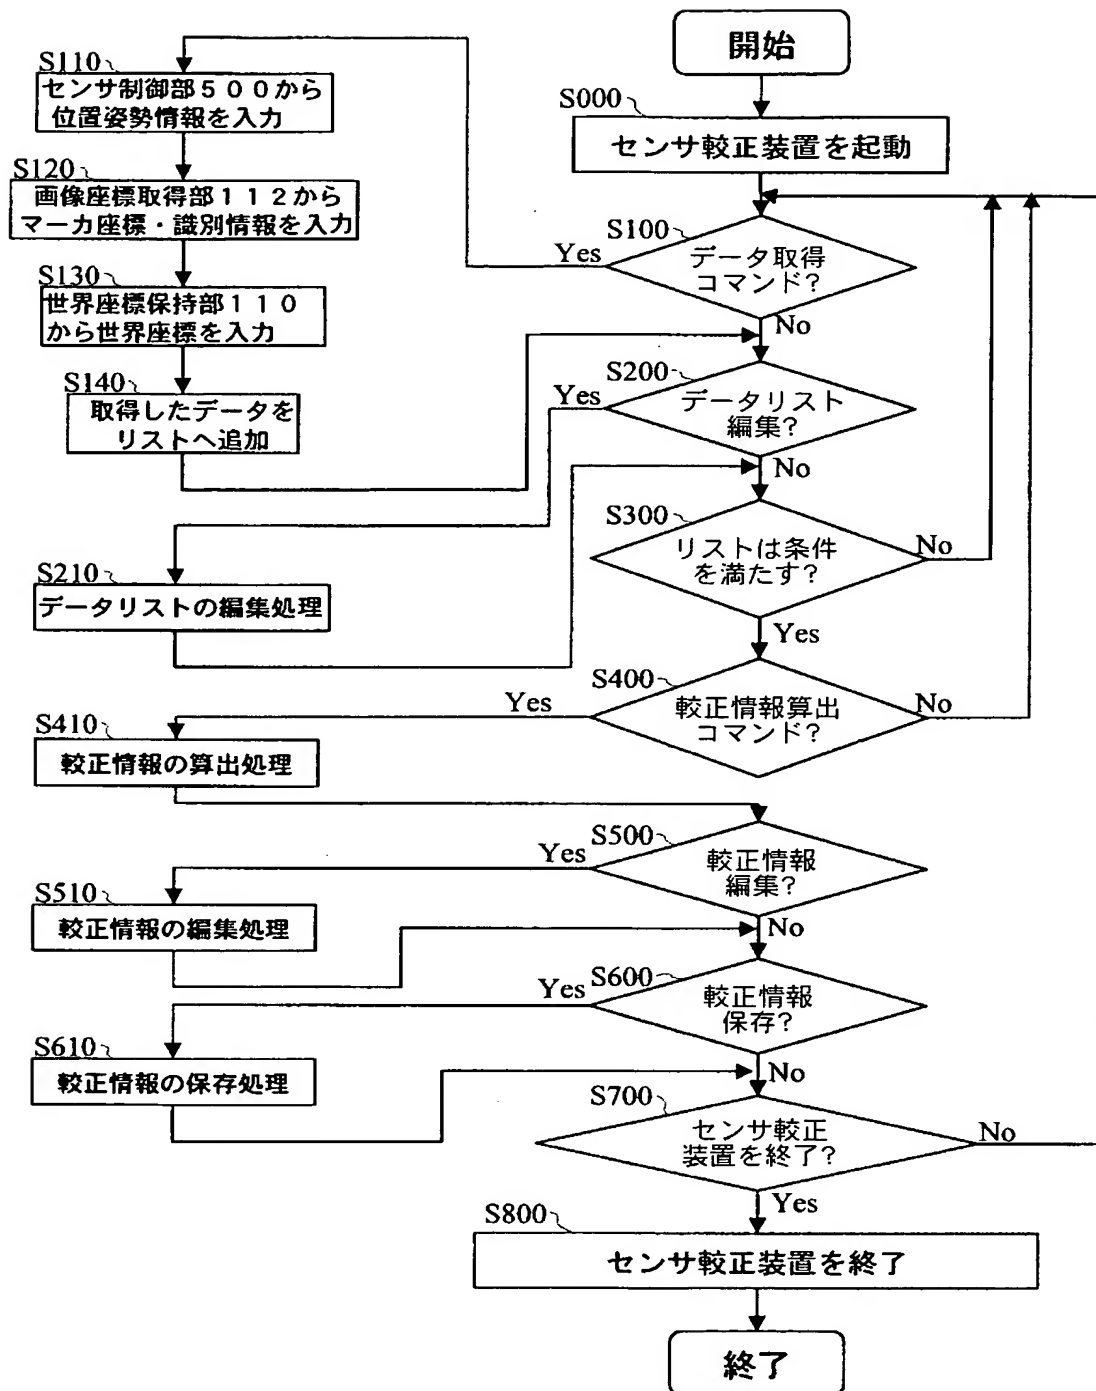 開始
S000
センサ較正装置を起動
S100
データ取得
コマンド?
Yes
No
S110
センサ制御部500から
位置姿勢情報を入力
S120
画像座標取得部112から
マーカ座標・識別情報を入力
S130
世界座標保持部110
から世界座標を入力
S140
取得したデータを
リストへ追加
S200
データリスト
編集?
Yes
No
S210
データリストの編集処理
S300
リストは条件
を満たす?
No
Yes
S400
較正情報算出
コマンド?
Yes
No
S410
較正情報の算出処理
S500
較正情報
編集?
Yes
No
S510
較正情報の編集処理
S600
較正情報
保存?
Yes
No
S610
較正情報の保存処理
S700
センサ較正
装置を終了?
No
Yes
S800
センサ較正装置を終了
終了